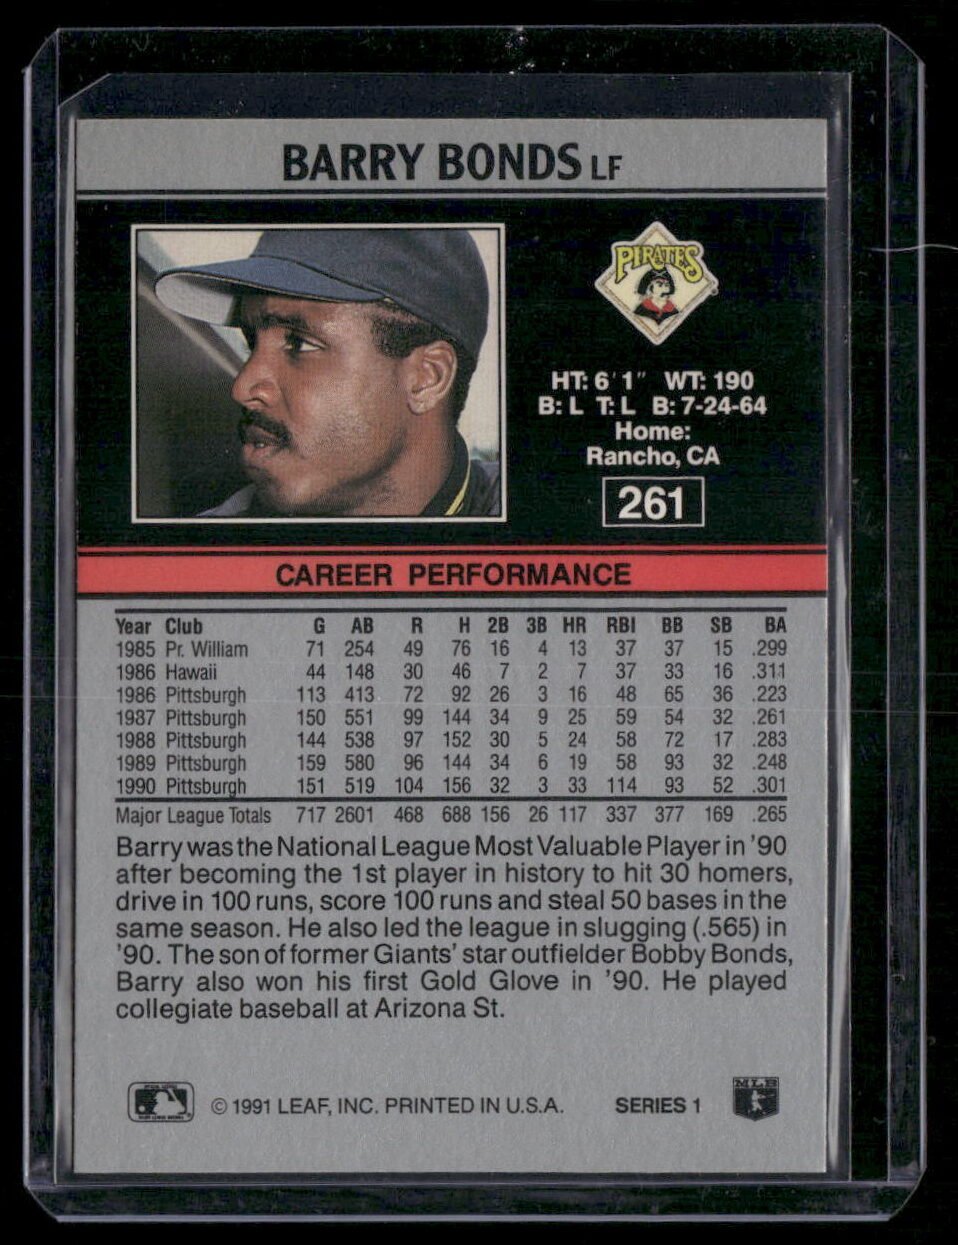 BARRY BONDS LF
PIRATES
HT: 6'1" WT: 190
B: L T: L B: 7-24-64
Home:
Rancho, CA
261
CAREER PERFORMANCE
Year Club G AB R H 2B 3B HR RBI BB SB BA
1985 Pr. William 71 254 49 76 16 4 13 37 37 15 .299
1986 Hawaii 44 148 30 46 7 2 7 37 33 16 .311
1986 Pittsburgh 113 413 72 92 26 3 16 48 65 36 .223
1987 Pittsburgh 150 551 99 144 34 9 25 59 54 32 .261
1988 Pittsburgh 144 538 97 152 30 5 24 58 72 17 .283
1989 Pittsburgh 159 580 96 144 34 6 19 58 93 32 .248
1990 Pittsburgh 151 519 104 156 32 3 33 114 93 52 .301
Major League Totals 717 2601 468 688 156 26 117 337 377 169 .265
Barry was the National League Most Valuable Player in '90
after becoming the 1st player in history to hit 30 homers,
drive in 100 runs, score 100 runs and steal 50 bases in the
same season. He also led the league in slugging (.565) in
'90. The son of former Giants' star outfielder Bobby Bonds,
Barry also won his first Gold Glove in '90. He played
collegiate baseball at Arizona St.
© 1991 LEAF, INC. PRINTED IN U.S.A. SERIES 1
MLB